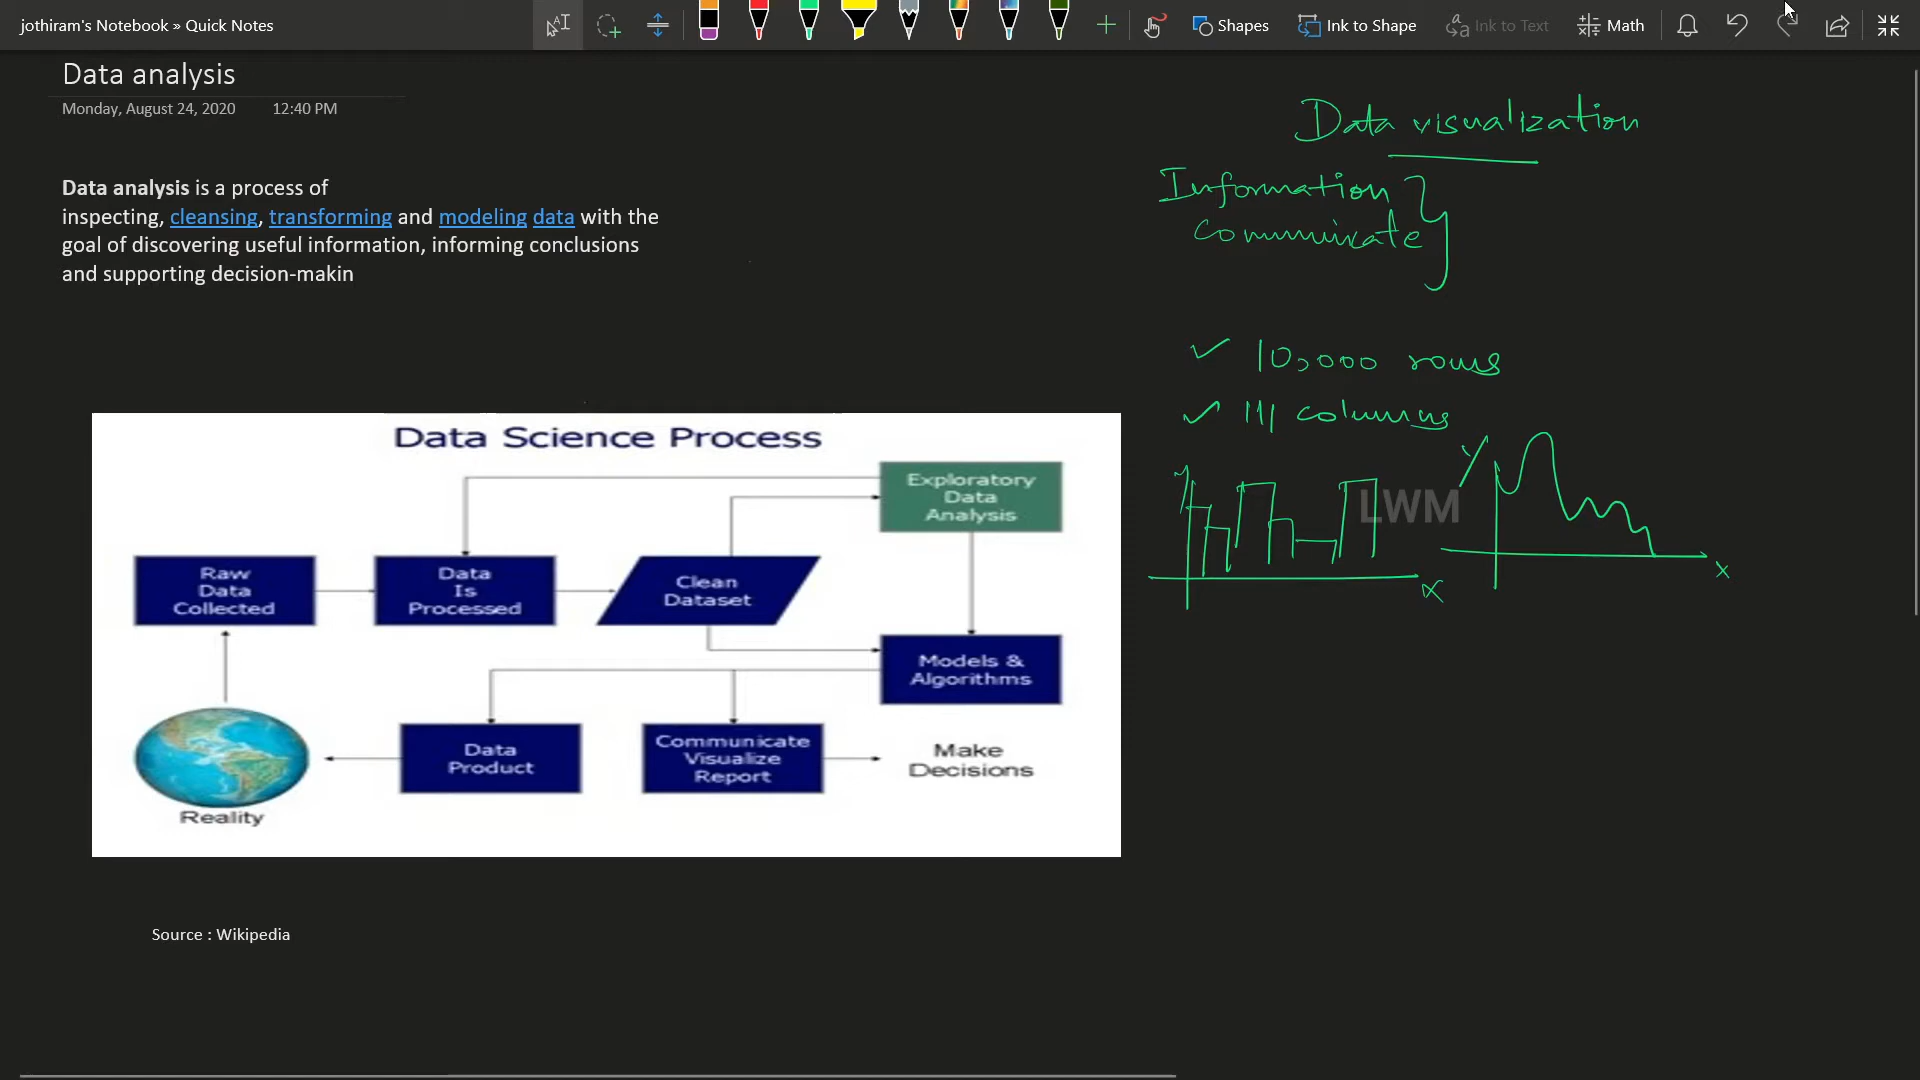 jothiram's Notebook » Quick Notes
Shapes
Ink to Shape
Ink to Text
Math
Data analysis
Monday, August 24, 2020 12:40 PM
Data analysis is a process of
inspecting, cleansing, transforming and modeling data with the
goal of discovering useful information, informing conclusions
and supporting decision-makin
Data Science Process
Exploratory
Data
Analysis
Raw
Data
Collected
Data
Is
Processed
Clean
Dataset
Models &
Algorithms
Data
Product
Communicate
Visualize
Report
Make
Decisions
Reality
Source : Wikipedia
Data visualization
Information
Communicate
10,000 rows
111 columns
y
x
y
x
LWM